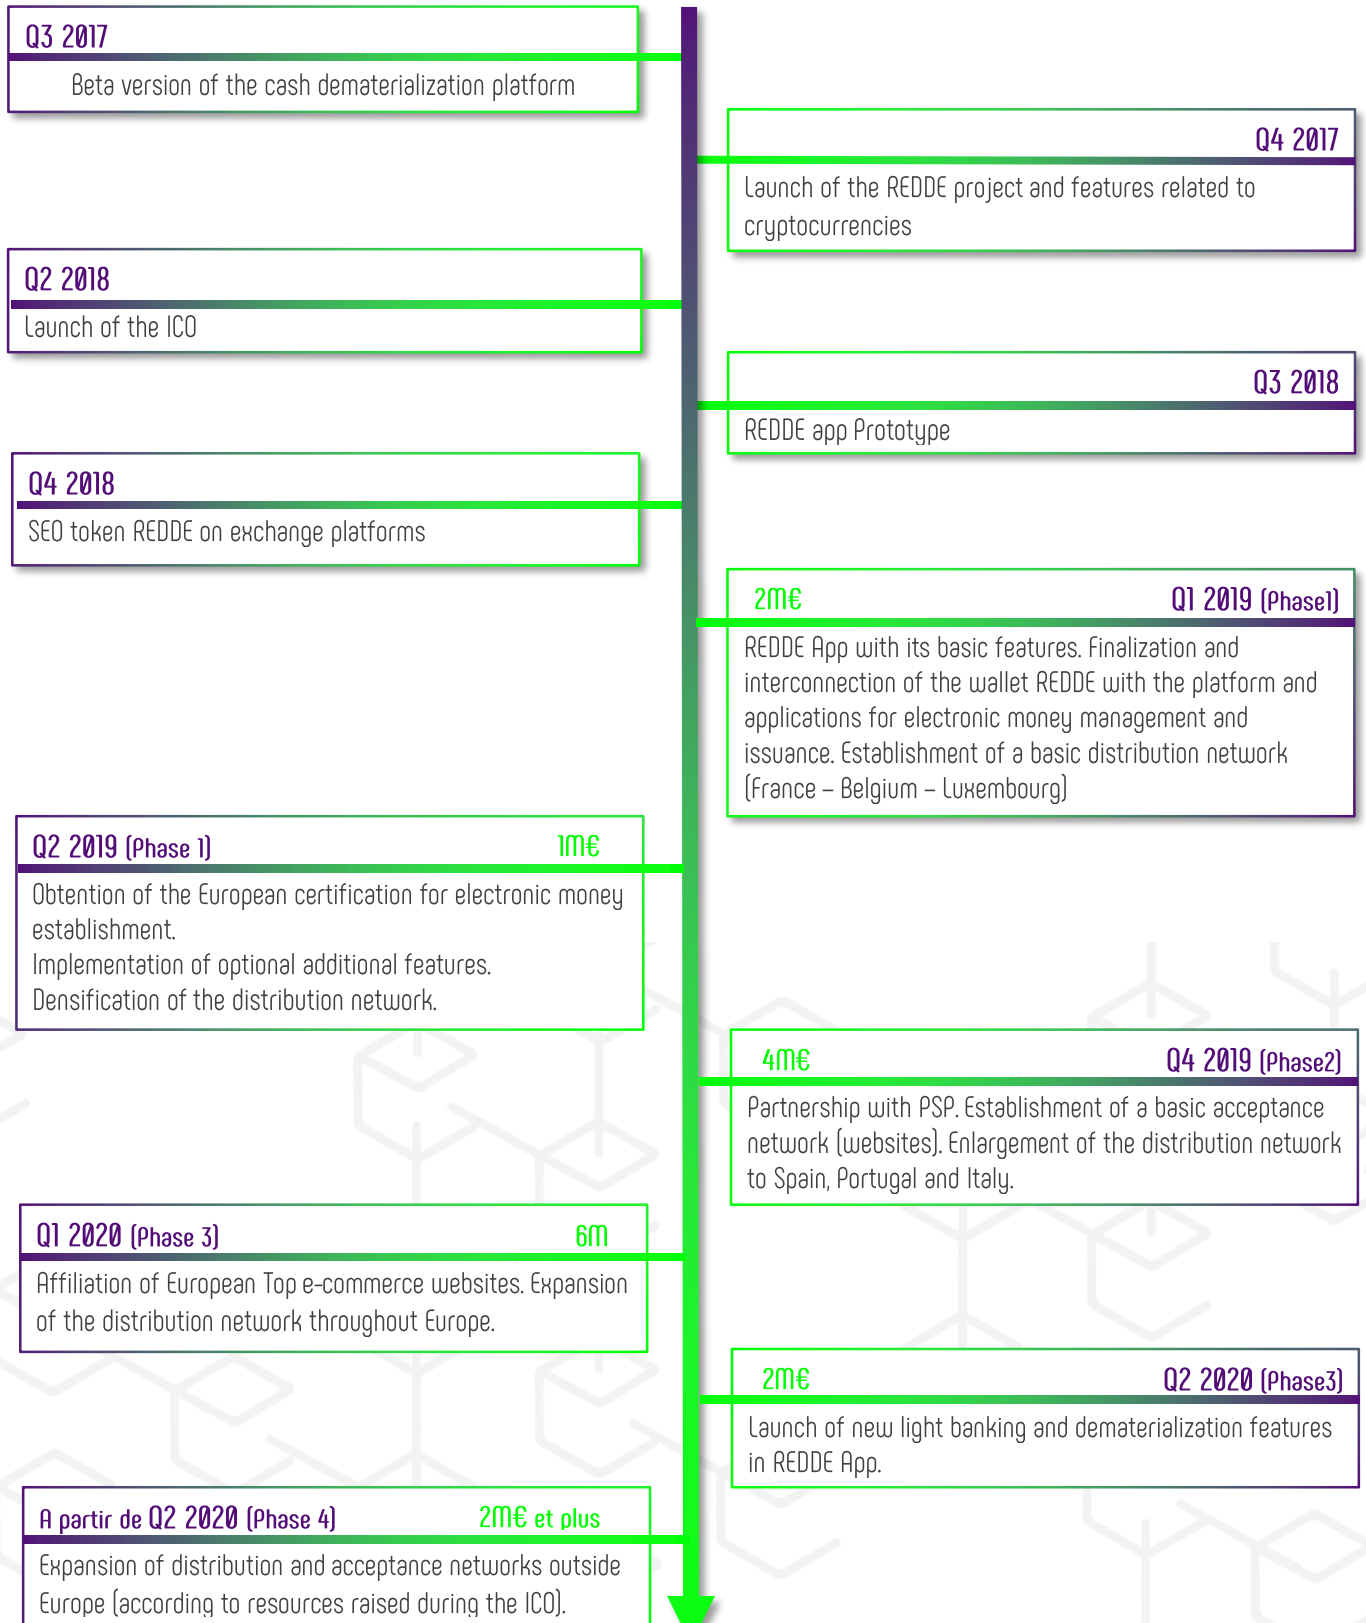 Q3 2017
Beta version of the cash dematerialization platform
Q4 2017
Launch of the REDDE project and features related to
cryptocurrencies
Q2 2018
Launch of the ICO
Q3 2018
REDDE app Prototype
Q4 2018
SEO token REDDE on exchange platforms
2M€ Q1 2019 (Phase1)
REDDE App with its basic features. Finalization and
interconnection of the wallet REDDE with the platform and
applications for electronic money management and
issuance. Establishment of a basic distribution network
(France – Belgium – Luxembourg)
Q2 2019 (Phase 1) 1M€
Obtention of the European certification for electronic money
establishment.
Implementation of optional additional features.
Densification of the distribution network.
4M€ Q4 2019 (Phase2)
Partnership with PSP. Establishment of a basic acceptance
network (websites). Enlargement of the distribution network
to Spain, Portugal and Italy.
Q1 2020 (Phase 3) 6M
Affiliation of European Top e-commerce websites. Expansion
of the distribution network throughout Europe.
2M€ Q2 2020 (Phase3)
Launch of new light banking and dematerialization features
in REDDE App.
A partir de Q2 2020 (Phase 4) 2M€ et plus
Expansion of distribution and acceptance networks outside
Europe (according to resources raised during the ICO).